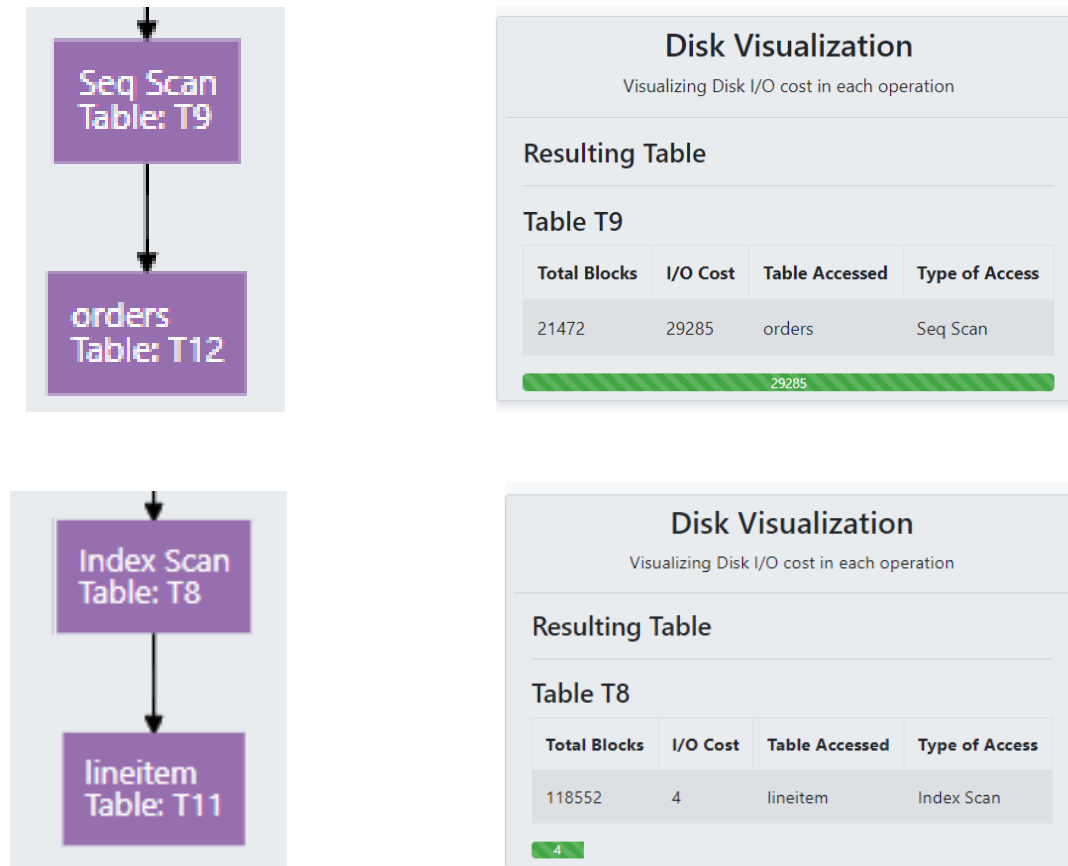 Seq Scan
Table: T9
orders
Table: T12
Disk Visualization
Visualizing Disk I/O cost in each operation
Resulting Table
Table T9
Total Blocks I/O Cost Table Accessed Type of Access
21472 29285 orders Seq Scan
29285
Index Scan
Table: T8
lineitem
Table: T11
Disk Visualization
Visualizing Disk I/O cost in each operation
Resulting Table
Table T8
Total Blocks I/O Cost Table Accessed Type of Access
118552 4 lineitem Index Scan
4